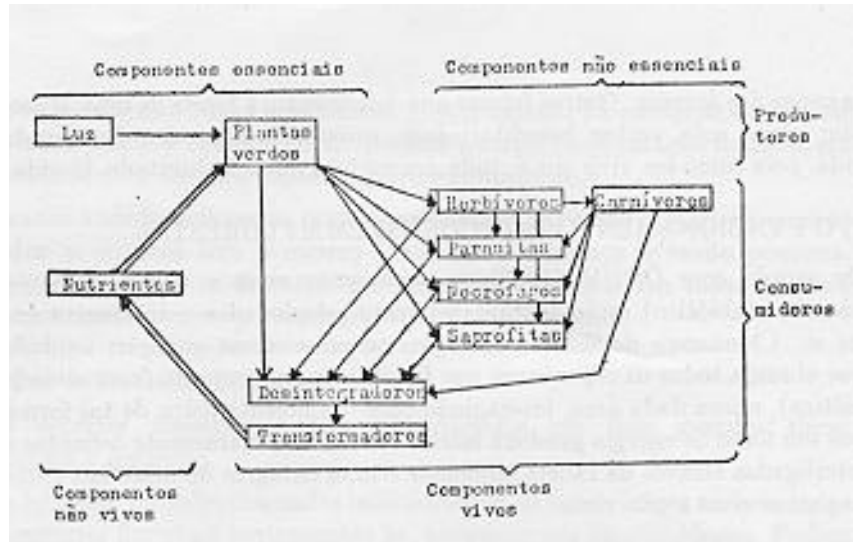 Componentes essenciais
Componentes não essenciais
Luz
Plantas
verdes
Produ-
tores
Herbívoros
Carnívoros
Parasitas
Nutrientes
Necrófagos
Consu-
midores
Saprofitas
Desintegradores
Transformadores
Componentes
não vivos
Componentes
vivos